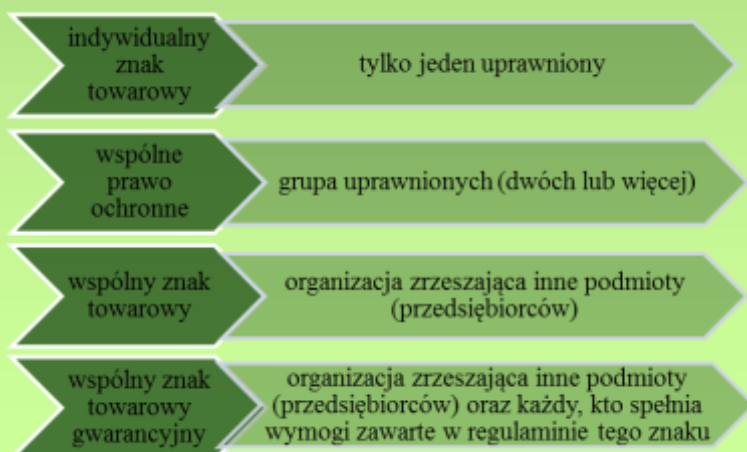 indywidualny
znak
towarowy
tylko jeden uprawniony
wspólne
prawo
ochronne
grupa uprawnionych (dwóch lub więcej)
wspólny znak
towarowy
organizacja zrzeszająca inne podmioty
(przedsiębiorców)
wspólny znak
towarowy
gwarancyjny
organizacja zrzeszająca inne podmioty
(przedsiębiorców) oraz każdy, kto spełnia
wymogi zawarte w regulaminie tego znaku